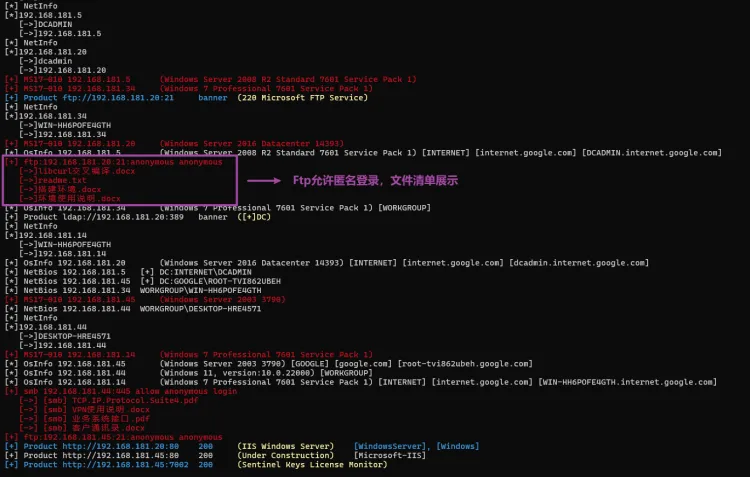 [*] NetInfo
[*]192.168.181.5
[->]DCADMIN
[->]192.168.181.5
[*] NetInfo
[*]192.168.181.20
[->]dcadmin
[->]192.168.181.20
[+] MS17-010 192.168.181.5 (Windows Server 2008 R2 Standard 7601 Service Pack 1)
[+] MS17-010 192.168.181.34 (Windows 7 Professional 7601 Service Pack 1)
[+] Product ftp://192.168.181.20:21 banner (220 Microsoft FTP Service)
[*] NetInfo
[*]192.168.181.34
[->]WIN-HH6POFE4GTH
[->]192.168.181.34
[+] MS17-010 192.168.181.20 (Windows Server 2016 Datacenter 14393)
[*] OsInfo 192.168.181.5 (Windows Server 2008 R2 Standard 7601 Service Pack 1) [INTERNET] [internet.google.com] [DCADMIN.internet.google.com]
[+] ftp:192.168.181.20:21:anonymous anonymous
[->]libcurl交叉编译.docx
[->]readme.txt
[->]搭建环境.docx
[->]环境使用说明.docx
Ftp允许匿名登录，文件清单展示
[*] OsInfo 192.168.181.34 (Windows 7 Professional 7601 Service Pack 1) [WORKGROUP]
[+] Product ldap://192.168.181.20:389 banner ([+]DC)
[*] NetInfo
[*]192.168.181.14
[->]WIN-HH6POFE4GTH
[->]192.168.181.14
[*] OsInfo 192.168.181.20 (Windows Server 2016 Datacenter 14393) [INTERNET] [internet.google.com] [dcadmin.internet.google.com]
[*] NetBios 192.168.181.5 [+] DC:INTERNET\DCADMIN
[*] NetBios 192.168.181.45 [+] DC:GOOGLE\ROOT-TVI862UBEH
[*] NetBios 192.168.181.34 WORKGROUP\WIN-HH6POFE4GTH
[+] MS17-010 192.168.181.45 (Windows Server 2003 3790)
[*] NetBios 192.168.181.44 WORKGROUP\DESKTOP-HRE4571
[*] NetInfo
[*]192.168.181.44
[->]DESKTOP-HRE4571
[->]192.168.181.44
[+] MS17-010 192.168.181.14 (Windows 7 Professional 7601 Service Pack 1)
[*] OsInfo 192.168.181.45 (Windows Server 2003 3790) [GOOGLE] [google.com] [root-tvi862ubeh.google.com]
[*] OsInfo 192.168.181.44 (Windows 11, version:10.0.22000) [WORKGROUP]
[*] OsInfo 192.168.181.14 (Windows 7 Professional 7601 Service Pack 1) [INTERNET] [internet.google.com] [WIN-HH6POFE4GTH.internet.google.com]
[+] smb 192.168.181.44:445 allow anonymous login
[->] [smb] TCP.IP.Protocol.Suite4.pdf
[->] [smb] VPN使用说明.docx
[->] [smb] 业务系统接口.pdf
[->] [smb] 客户通讯录.docx
[+] ftp:192.168.181.45:21:anonymous anonymous
[+] Product http://192.168.181.20:80 200 (IIS Windows Server) [WindowsServer], [Windows]
[+] Product http://192.168.181.45:80 200 (Under Construction) [Microsoft-IIS]
[+] Product http://192.168.181.45:7002 200 (Sentinel Keys License Monitor)